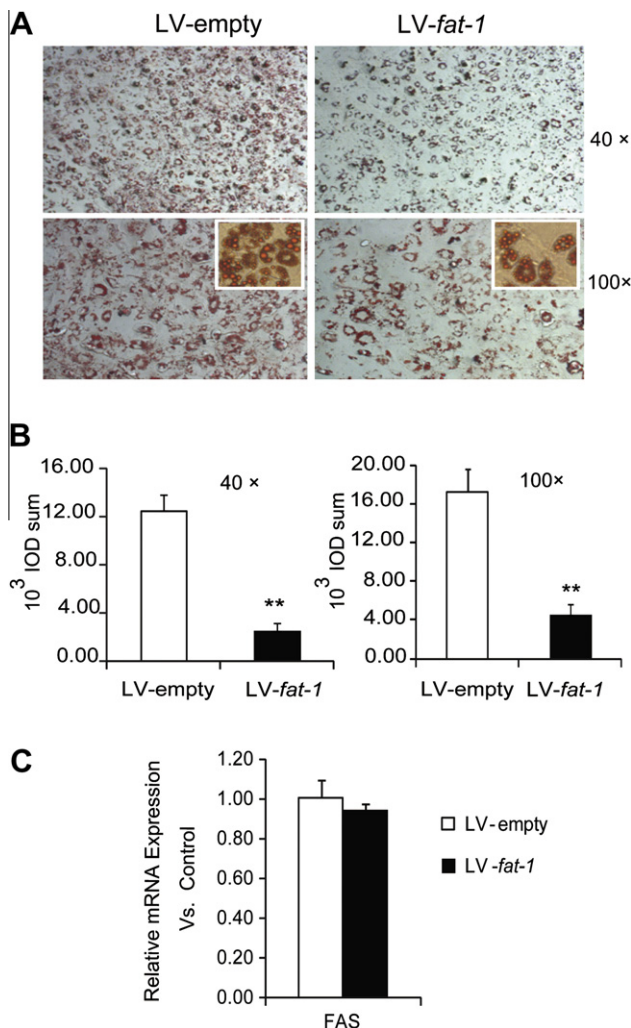 A
LV-empty
LV-fat-1
40 ×
100×
B
10³ IOD sum
16.00
12.00
8.00
4.00
0.00
40 ×
**
LV-empty
LV-fat-1
10³ IOD sum
20.00
16.00
12.00
8.00
4.00
0.00
100×
**
LV-empty
LV-fat-1
C
Relative mRNA Expression
Vs. Control
1.20
1.00
0.80
0.60
0.40
0.20
0.00
FAS
LV-empty
LV-fat-1